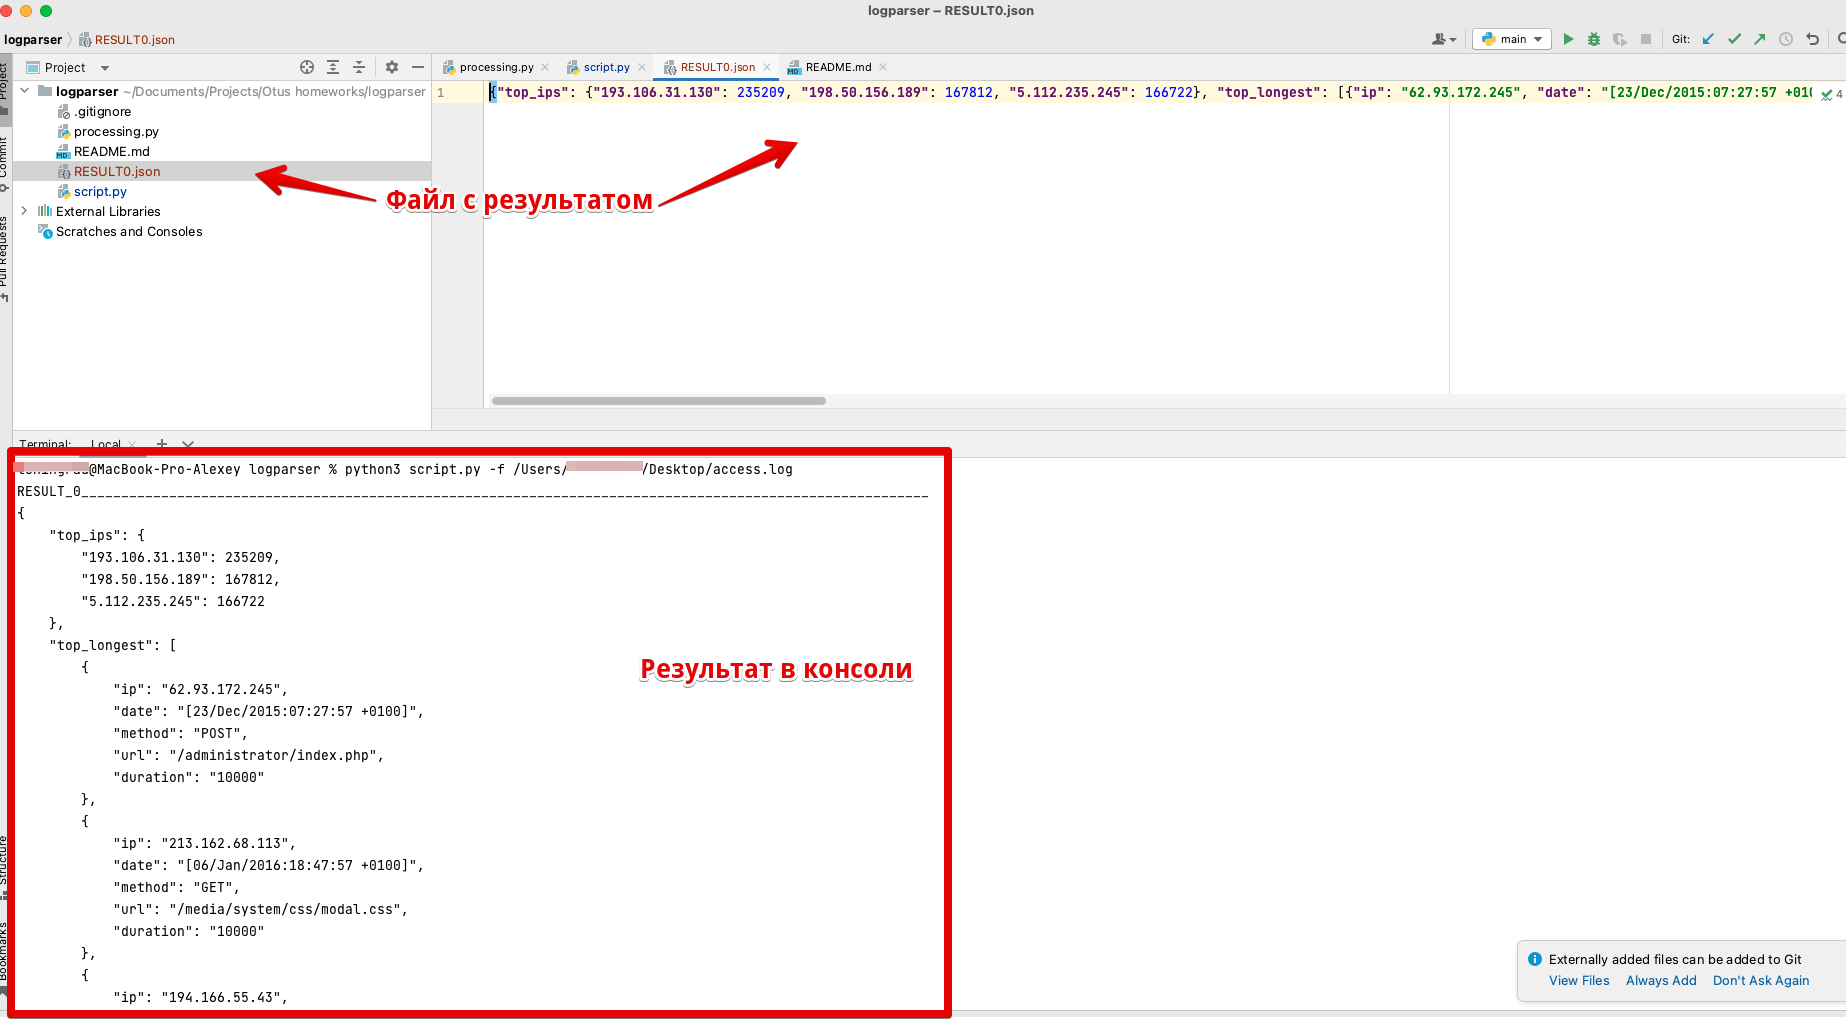 logparser – RESULT0.json
logparser RESULT0.json
main
Git:
Project
processing.py
script.py
RESULT0.json
README.md
Project
Commit
Pull Requests
logparser ~/Documents/Projects/Otus homeworks/logparser
.gitignore
processing.py
README.md
RESULT0.json
script.py
External Libraries
Scratches and Consoles
1 {"top_ips": {"193.106.31.130": 235209, "198.50.156.189": 167812, "5.112.235.245": 166722}, "top_longest": [{"ip": "62.93.172.245", "date": "[23/Dec/2015:07:27:57 +010
4
Файл с результатом
Terminal: Local
@MacBook-Pro-Alexey logparser % python3 script.py -f /Users/ /Desktop/access.log
RESULT_0__________________________________________________________________________________________________________
{
"top_ips": {
"193.106.31.130": 235209,
"198.50.156.189": 167812,
"5.112.235.245": 166722
},
"top_longest": [
{
"ip": "62.93.172.245",
"date": "[23/Dec/2015:07:27:57 +0100]",
"method": "POST",
"url": "/administrator/index.php",
"duration": "10000"
},
{
"ip": "213.162.68.113",
"date": "[06/Jan/2016:18:47:57 +0100]",
"method": "GET",
"url": "/media/system/css/modal.css",
"duration": "10000"
},
{
"ip": "194.166.55.43",
Результат в консоли
Structure
Bookmarks
Externally added files can be added to Git
View Files Always Add Don't Ask Again